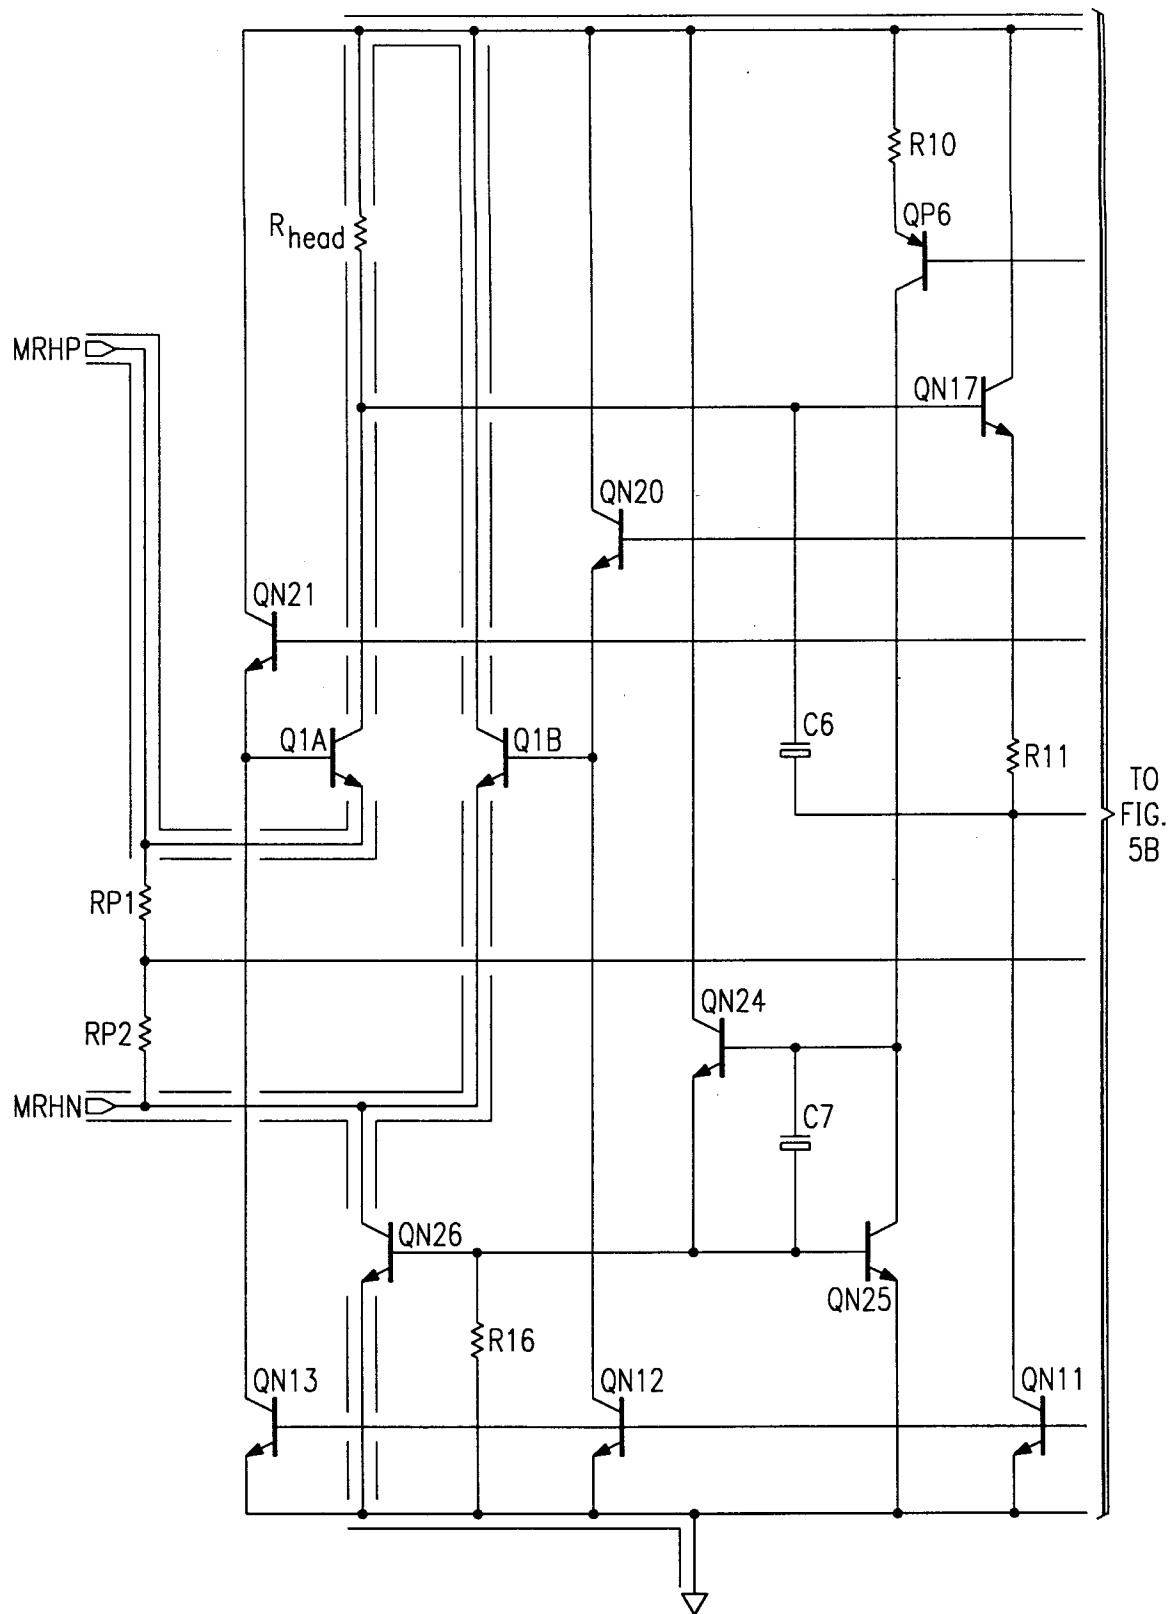 R10
QP6
Rhead
MRHP
QN17
QN20
QN21
Q1A
Q1B
C6
R11
TO
FIG.
5B
RP1
RP2
QN24
MRHN
C7
QN26
QN25
R16
QN13
QN12
QN11